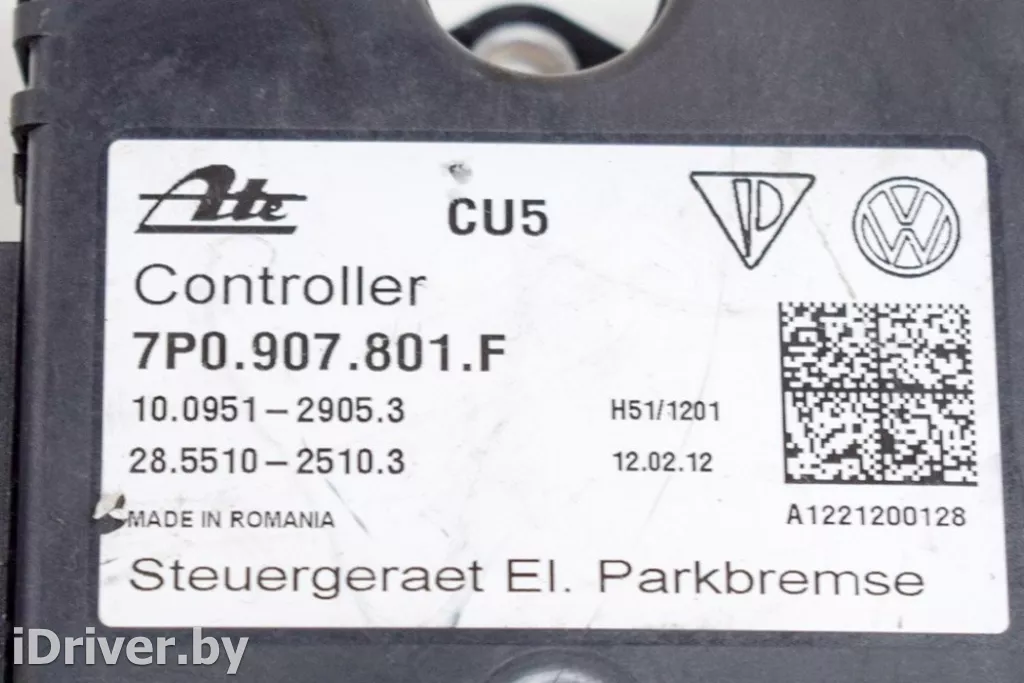 Ate
CU5
Controller
7P0.907.801.F
10.0951-2905.3
H51/1201
28.5510-2510.3
12.02.12
MADE IN ROMANIA
A1221200128
Steuergeraet El. Parkbremse
iDriver.by